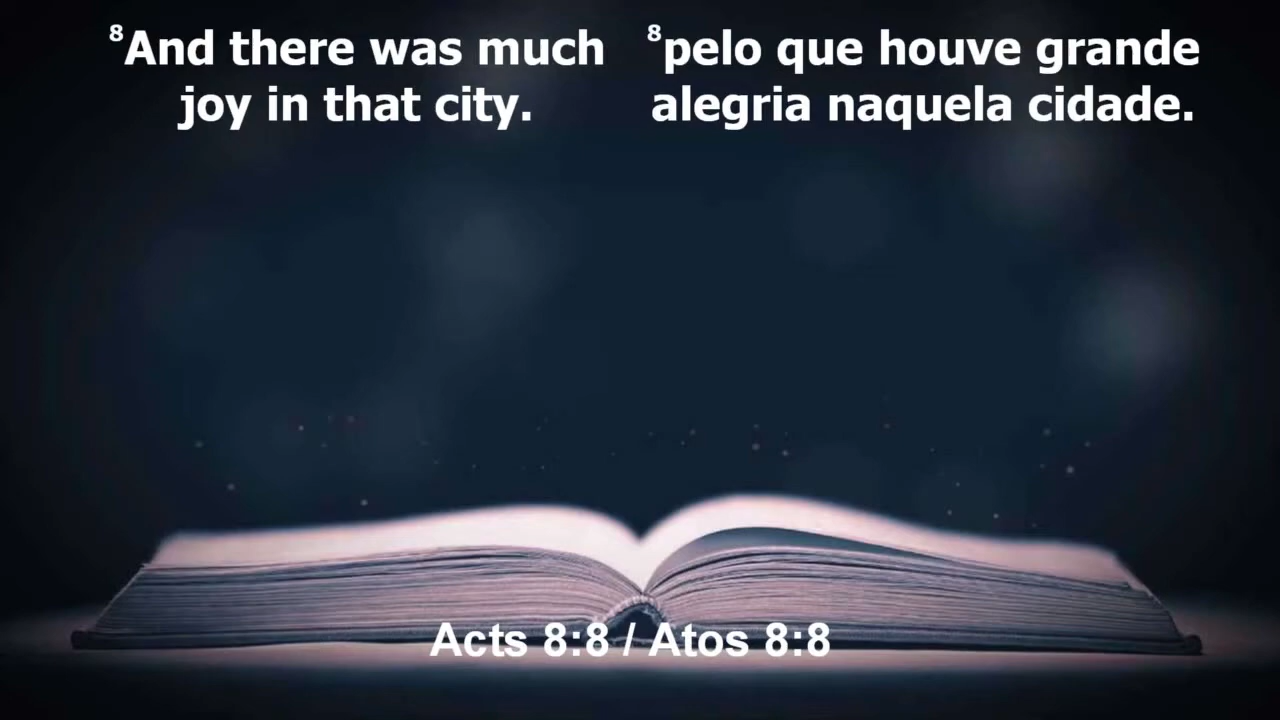 ⁸And there was much
joy in that city.
⁸pelo que houve grande
alegria naquela cidade.
Acts 8:8 / Atos 8:8